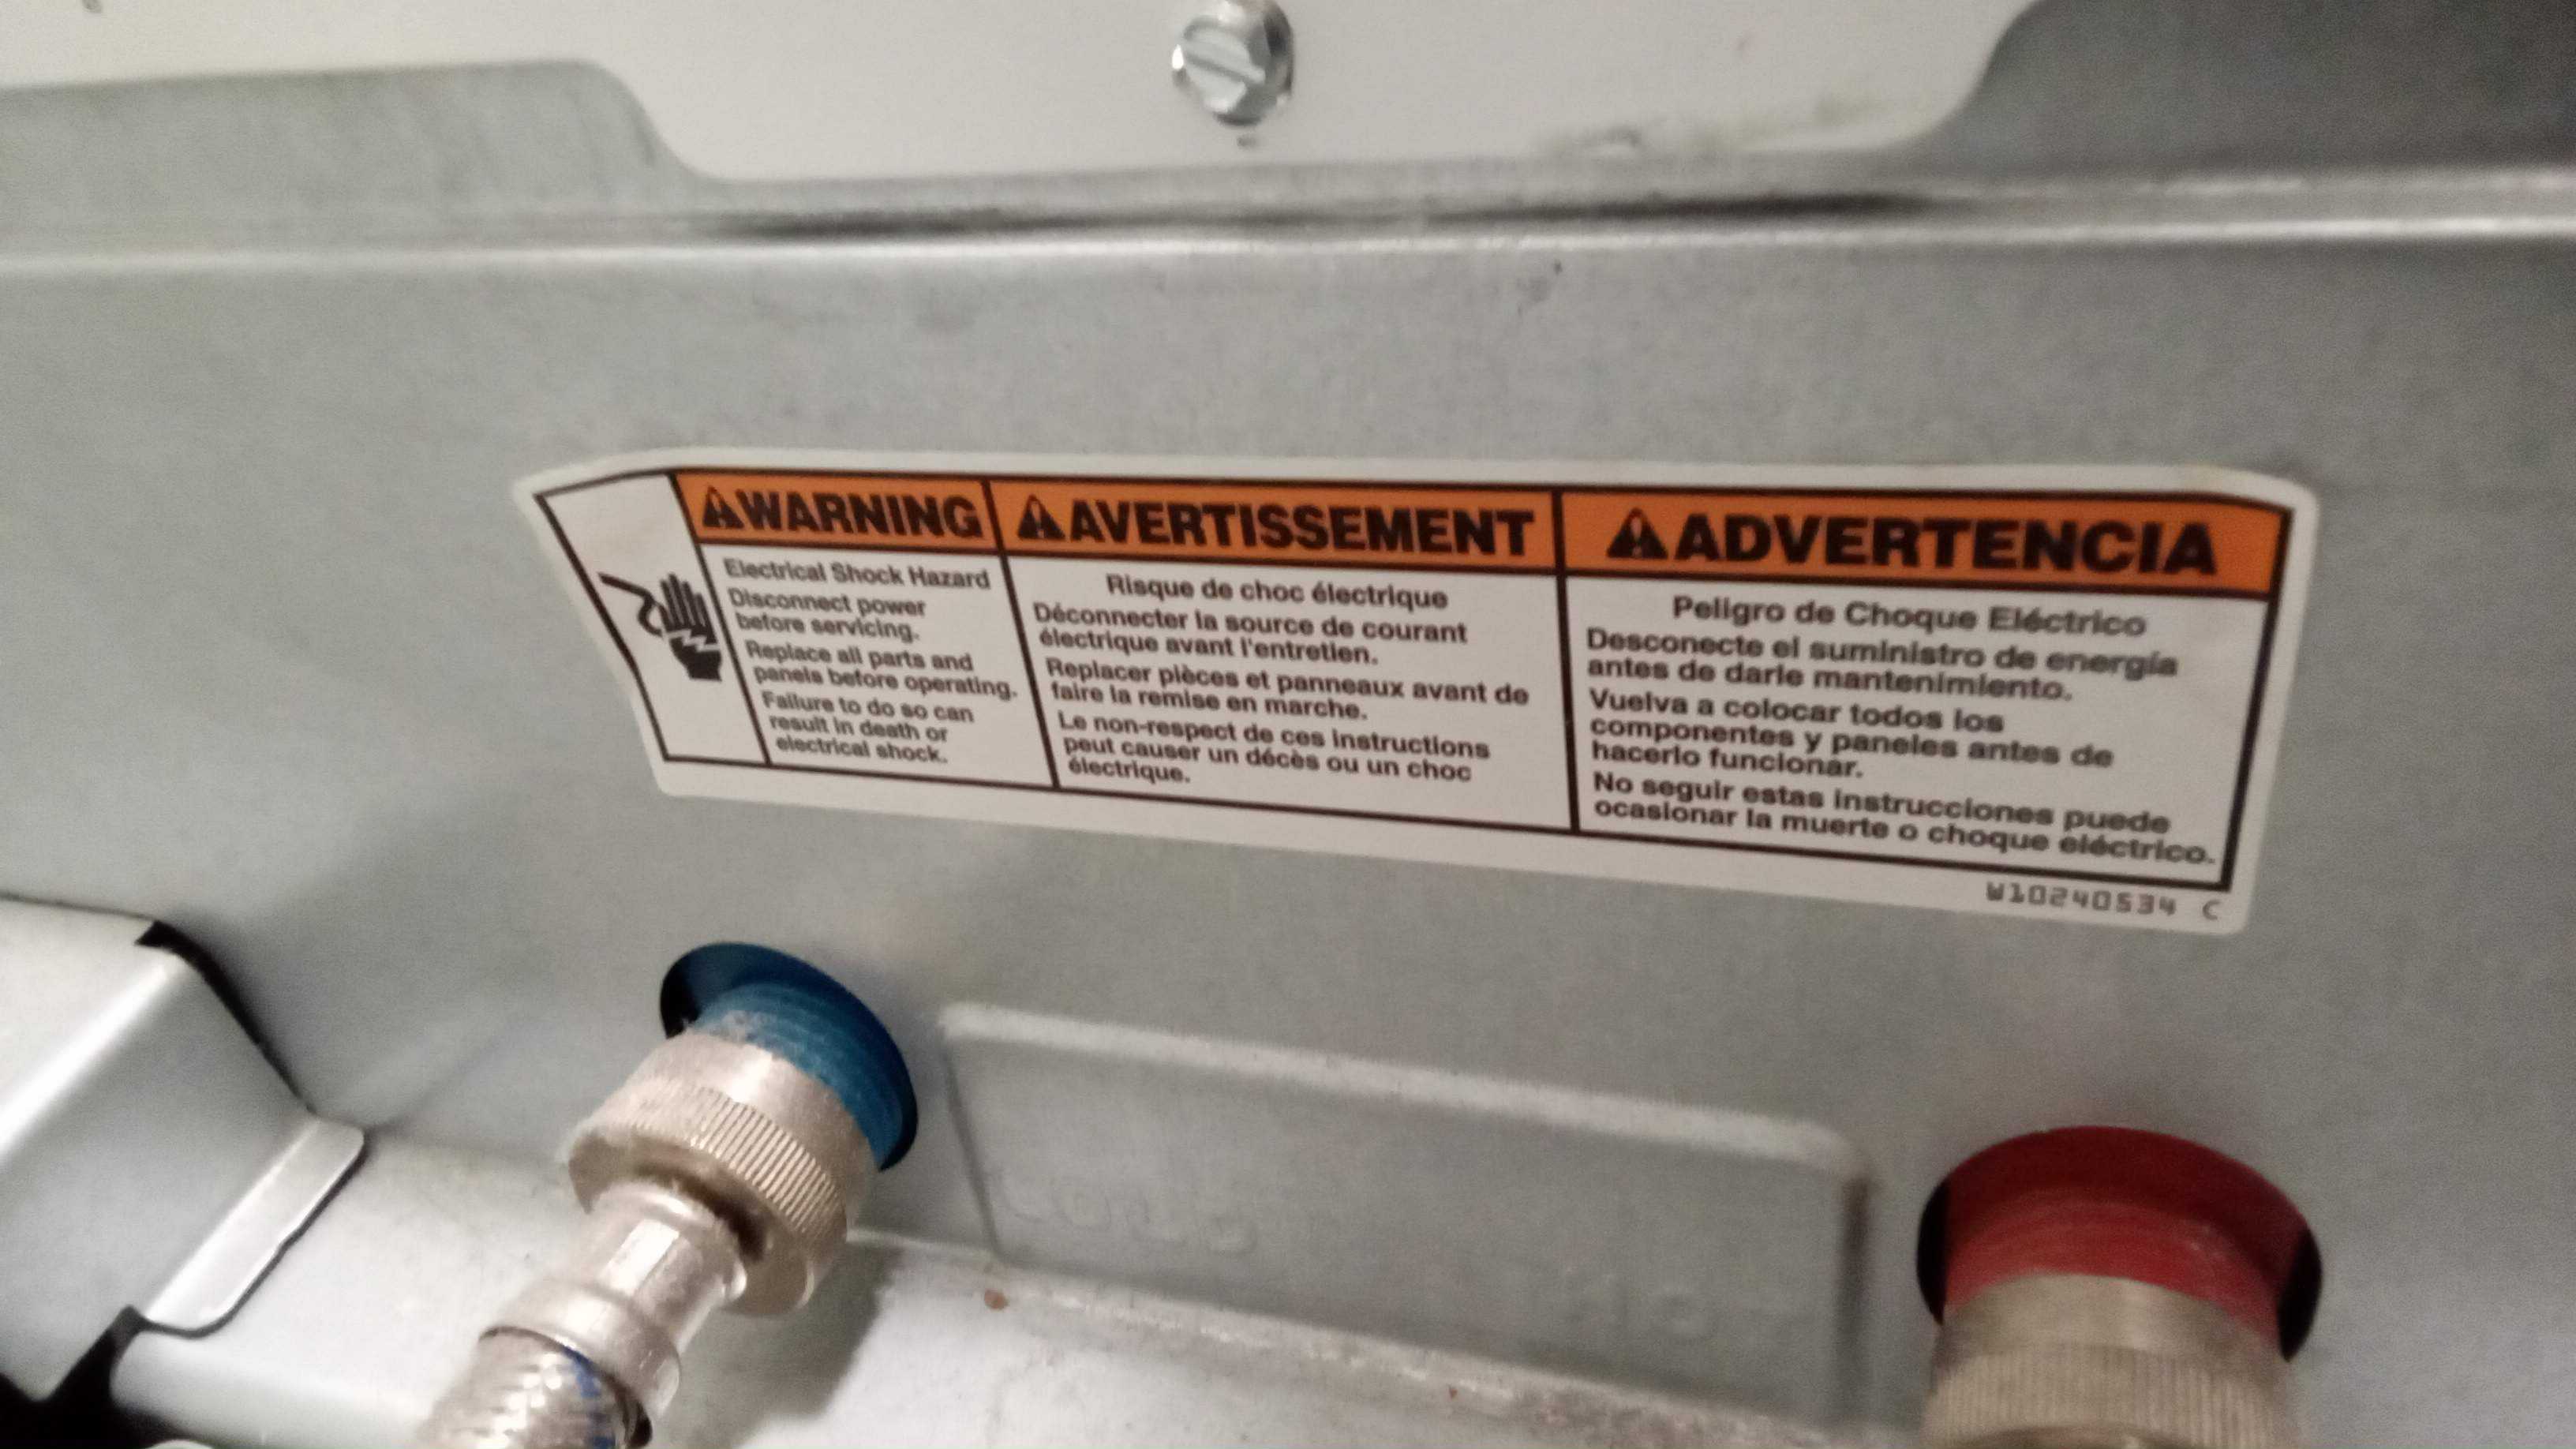 WARNING
Electrical Shock Hazard
Disconnect power
before servicing.
Replace all parts and
panels before operating.
Failure to do so can
result in death or
electrical shock.
AVERTISSEMENT
Risque de choc électrique
Déconnecter la source de courant
électrique avant l'entretien.
Replacer pièces et panneaux avant de
faire la remise en marche.
Le non-respect de ces instructions
peut causer un décès ou un choc
électrique.
ADVERTENCIA
Peligro de Choque Eléctrico
Desconecte el suministro de energía
antes de darle mantenimiento.
Vuelva a colocar todos los
componentes y paneles antes de
hacerlo funcionar.
No seguir estas instrucciones puede
ocasionar la muerte o choque eléctrico.
W10240534 C
COLD